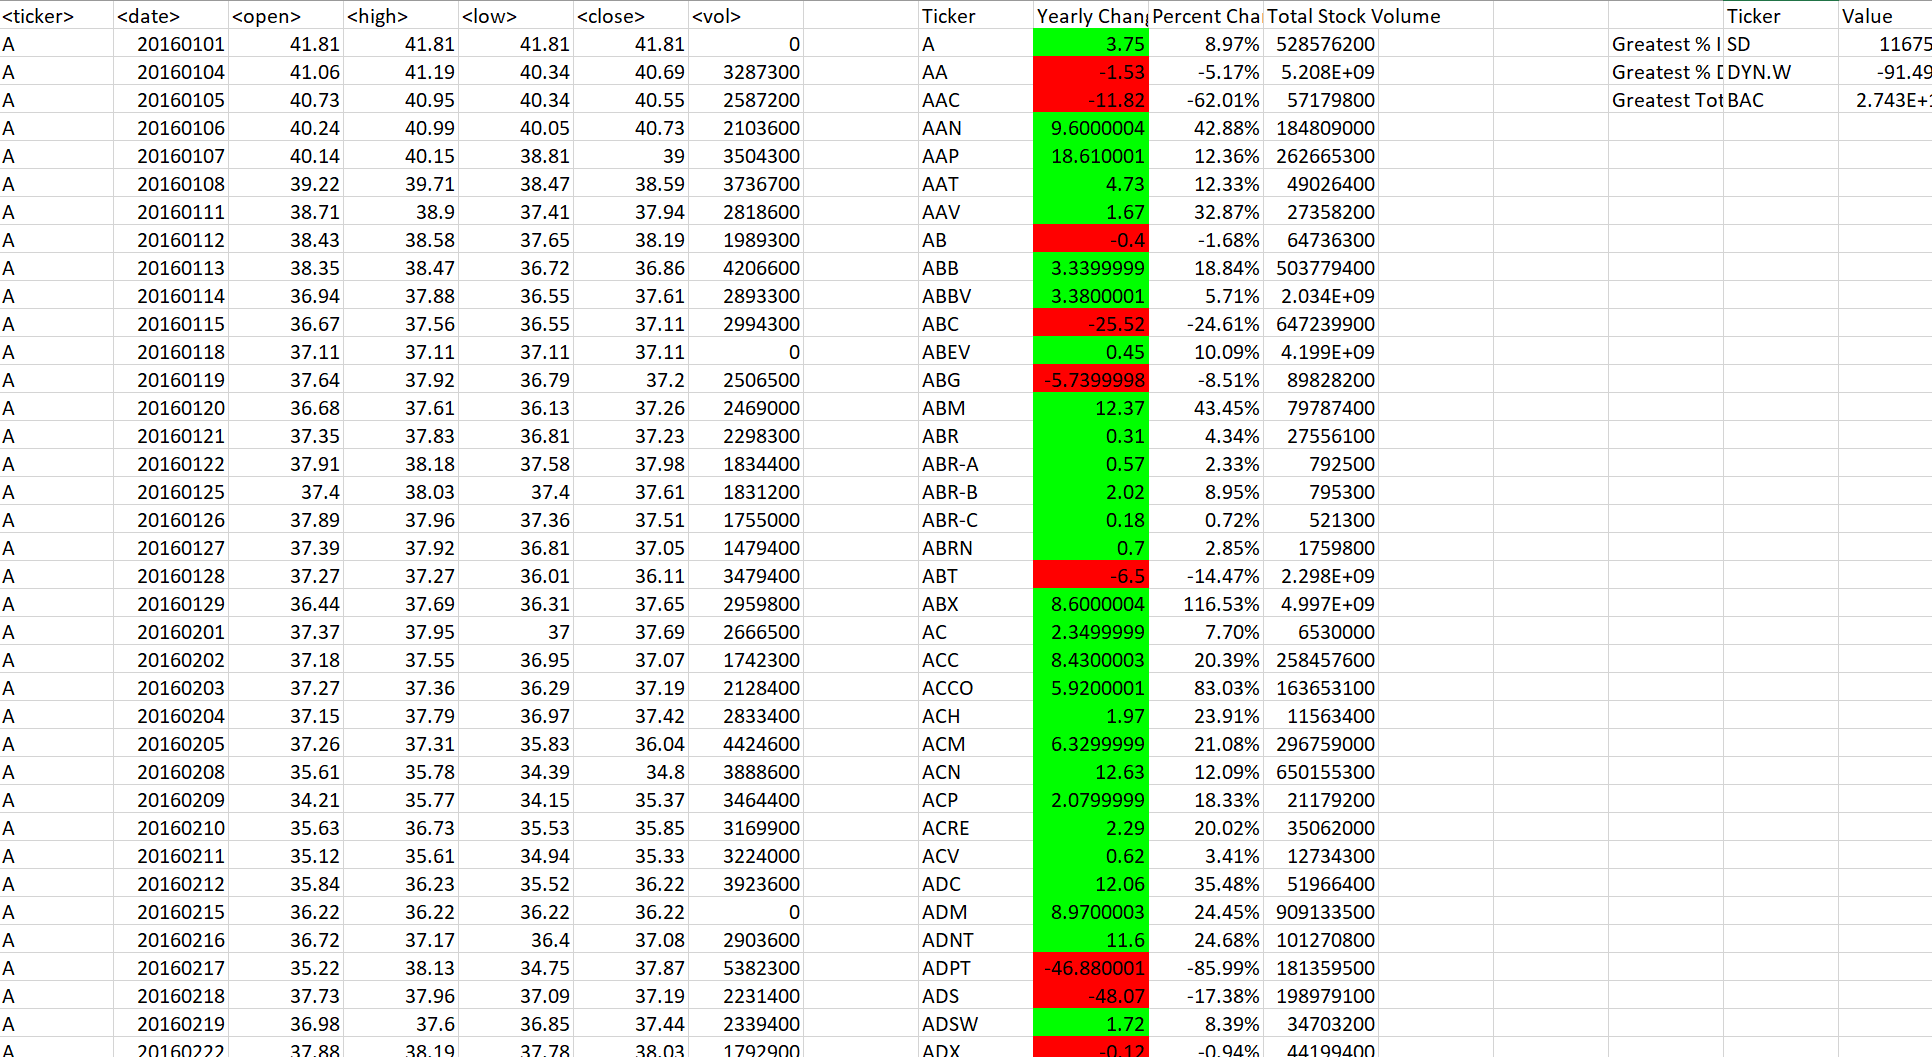 <ticker> <date> <open> <high> <low> <close> <vol> Ticker Yearly Chang Percent Cha Total Stock Volume Ticker Value
A 20160101 41.81 41.81 41.81 41.81 0 A 3.75 8.97% 528576200 Greatest % I SD 11675
A 20160104 41.06 41.19 40.34 40.69 3287300 AA -1.53 -5.17% 5.208E+09 Greatest % D DYN.W -91.49
A 20160105 40.73 40.95 40.34 40.55 2587200 AAC -11.82 -62.01% 57179800 Greatest Tot BAC 2.743E+1
A 20160106 40.24 40.99 40.05 40.73 2103600 AAN 9.6000004 42.88% 184809000
A 20160107 40.14 40.15 38.81 39 3504300 AAP 18.610001 12.36% 262665300
A 20160108 39.22 39.71 38.47 38.59 3736700 AAT 4.73 12.33% 49026400
A 20160111 38.71 38.9 37.41 37.94 2818600 AAV 1.67 32.87% 27358200
A 20160112 38.43 38.58 37.65 38.19 1989300 AB -0.4 -1.68% 64736300
A 20160113 38.35 38.47 36.72 36.86 4206600 ABB 3.3399999 18.84% 503779400
A 20160114 36.94 37.88 36.55 37.61 2893300 ABBV 3.3800001 5.71% 2.034E+09
A 20160115 36.67 37.56 36.55 37.11 2994300 ABC -25.52 -24.61% 647239900
A 20160118 37.11 37.11 37.11 37.11 0 ABEV 0.45 10.09% 4.199E+09
A 20160119 37.64 37.92 36.79 37.2 2506500 ABG -5.7399998 -8.51% 89828200
A 20160120 36.68 37.61 36.13 37.26 2469000 ABM 12.37 43.45% 79787400
A 20160121 37.35 37.83 36.81 37.23 2298300 ABR 0.31 4.34% 27556100
A 20160122 37.91 38.18 37.58 37.98 1834400 ABR-A 0.57 2.33% 792500
A 20160125 37.4 38.03 37.4 37.61 1831200 ABR-B 2.02 8.95% 795300
A 20160126 37.89 37.96 37.36 37.51 1755000 ABR-C 0.18 0.72% 521300
A 20160127 37.39 37.92 36.81 37.05 1479400 ABRN 0.7 2.85% 1759800
A 20160128 37.27 37.27 36.01 36.11 3479400 ABT -6.5 -14.47% 2.298E+09
A 20160129 36.44 37.69 36.31 37.65 2959800 ABX 8.6000004 116.53% 4.997E+09
A 20160201 37.37 37.95 37 37.69 2666500 AC 2.3499999 7.70% 6530000
A 20160202 37.18 37.55 36.95 37.07 1742300 ACC 8.4300003 20.39% 258457600
A 20160203 37.27 37.36 36.29 37.19 2128400 ACCO 5.9200001 83.03% 163653100
A 20160204 37.15 37.79 36.97 37.42 2833400 ACH 1.97 23.91% 11563400
A 20160205 37.26 37.31 35.83 36.04 4424600 ACM 6.3299999 21.08% 296759000
A 20160208 35.61 35.78 34.39 34.8 3888600 ACN 12.63 12.09% 650155300
A 20160209 34.21 35.77 34.15 35.37 3464400 ACP 2.0799999 18.33% 21179200
A 20160210 35.63 36.73 35.53 35.85 3169900 ACRE 2.29 20.02% 35062000
A 20160211 35.12 35.61 34.94 35.33 3224000 ACV 0.62 3.41% 12734300
A 20160212 35.84 36.23 35.52 36.22 3923600 ADC 12.06 35.48% 51966400
A 20160215 36.22 36.22 36.22 36.22 0 ADM 8.9700003 24.45% 909133500
A 20160216 36.72 37.17 36.4 37.08 2903600 ADNT 11.6 24.68% 101270800
A 20160217 35.22 38.13 34.75 37.87 5382300 ADPT -46.880001 -85.99% 181359500
A 20160218 37.73 37.96 37.09 37.19 2231400 ADS -48.07 -17.38% 198979100
A 20160219 36.98 37.6 36.85 37.44 2339400 ADSW 1.72 8.39% 34703200
A 20160222 37.88 38.19 37.78 38.03 1792900 ADX -0.12 -0.94% 44199400